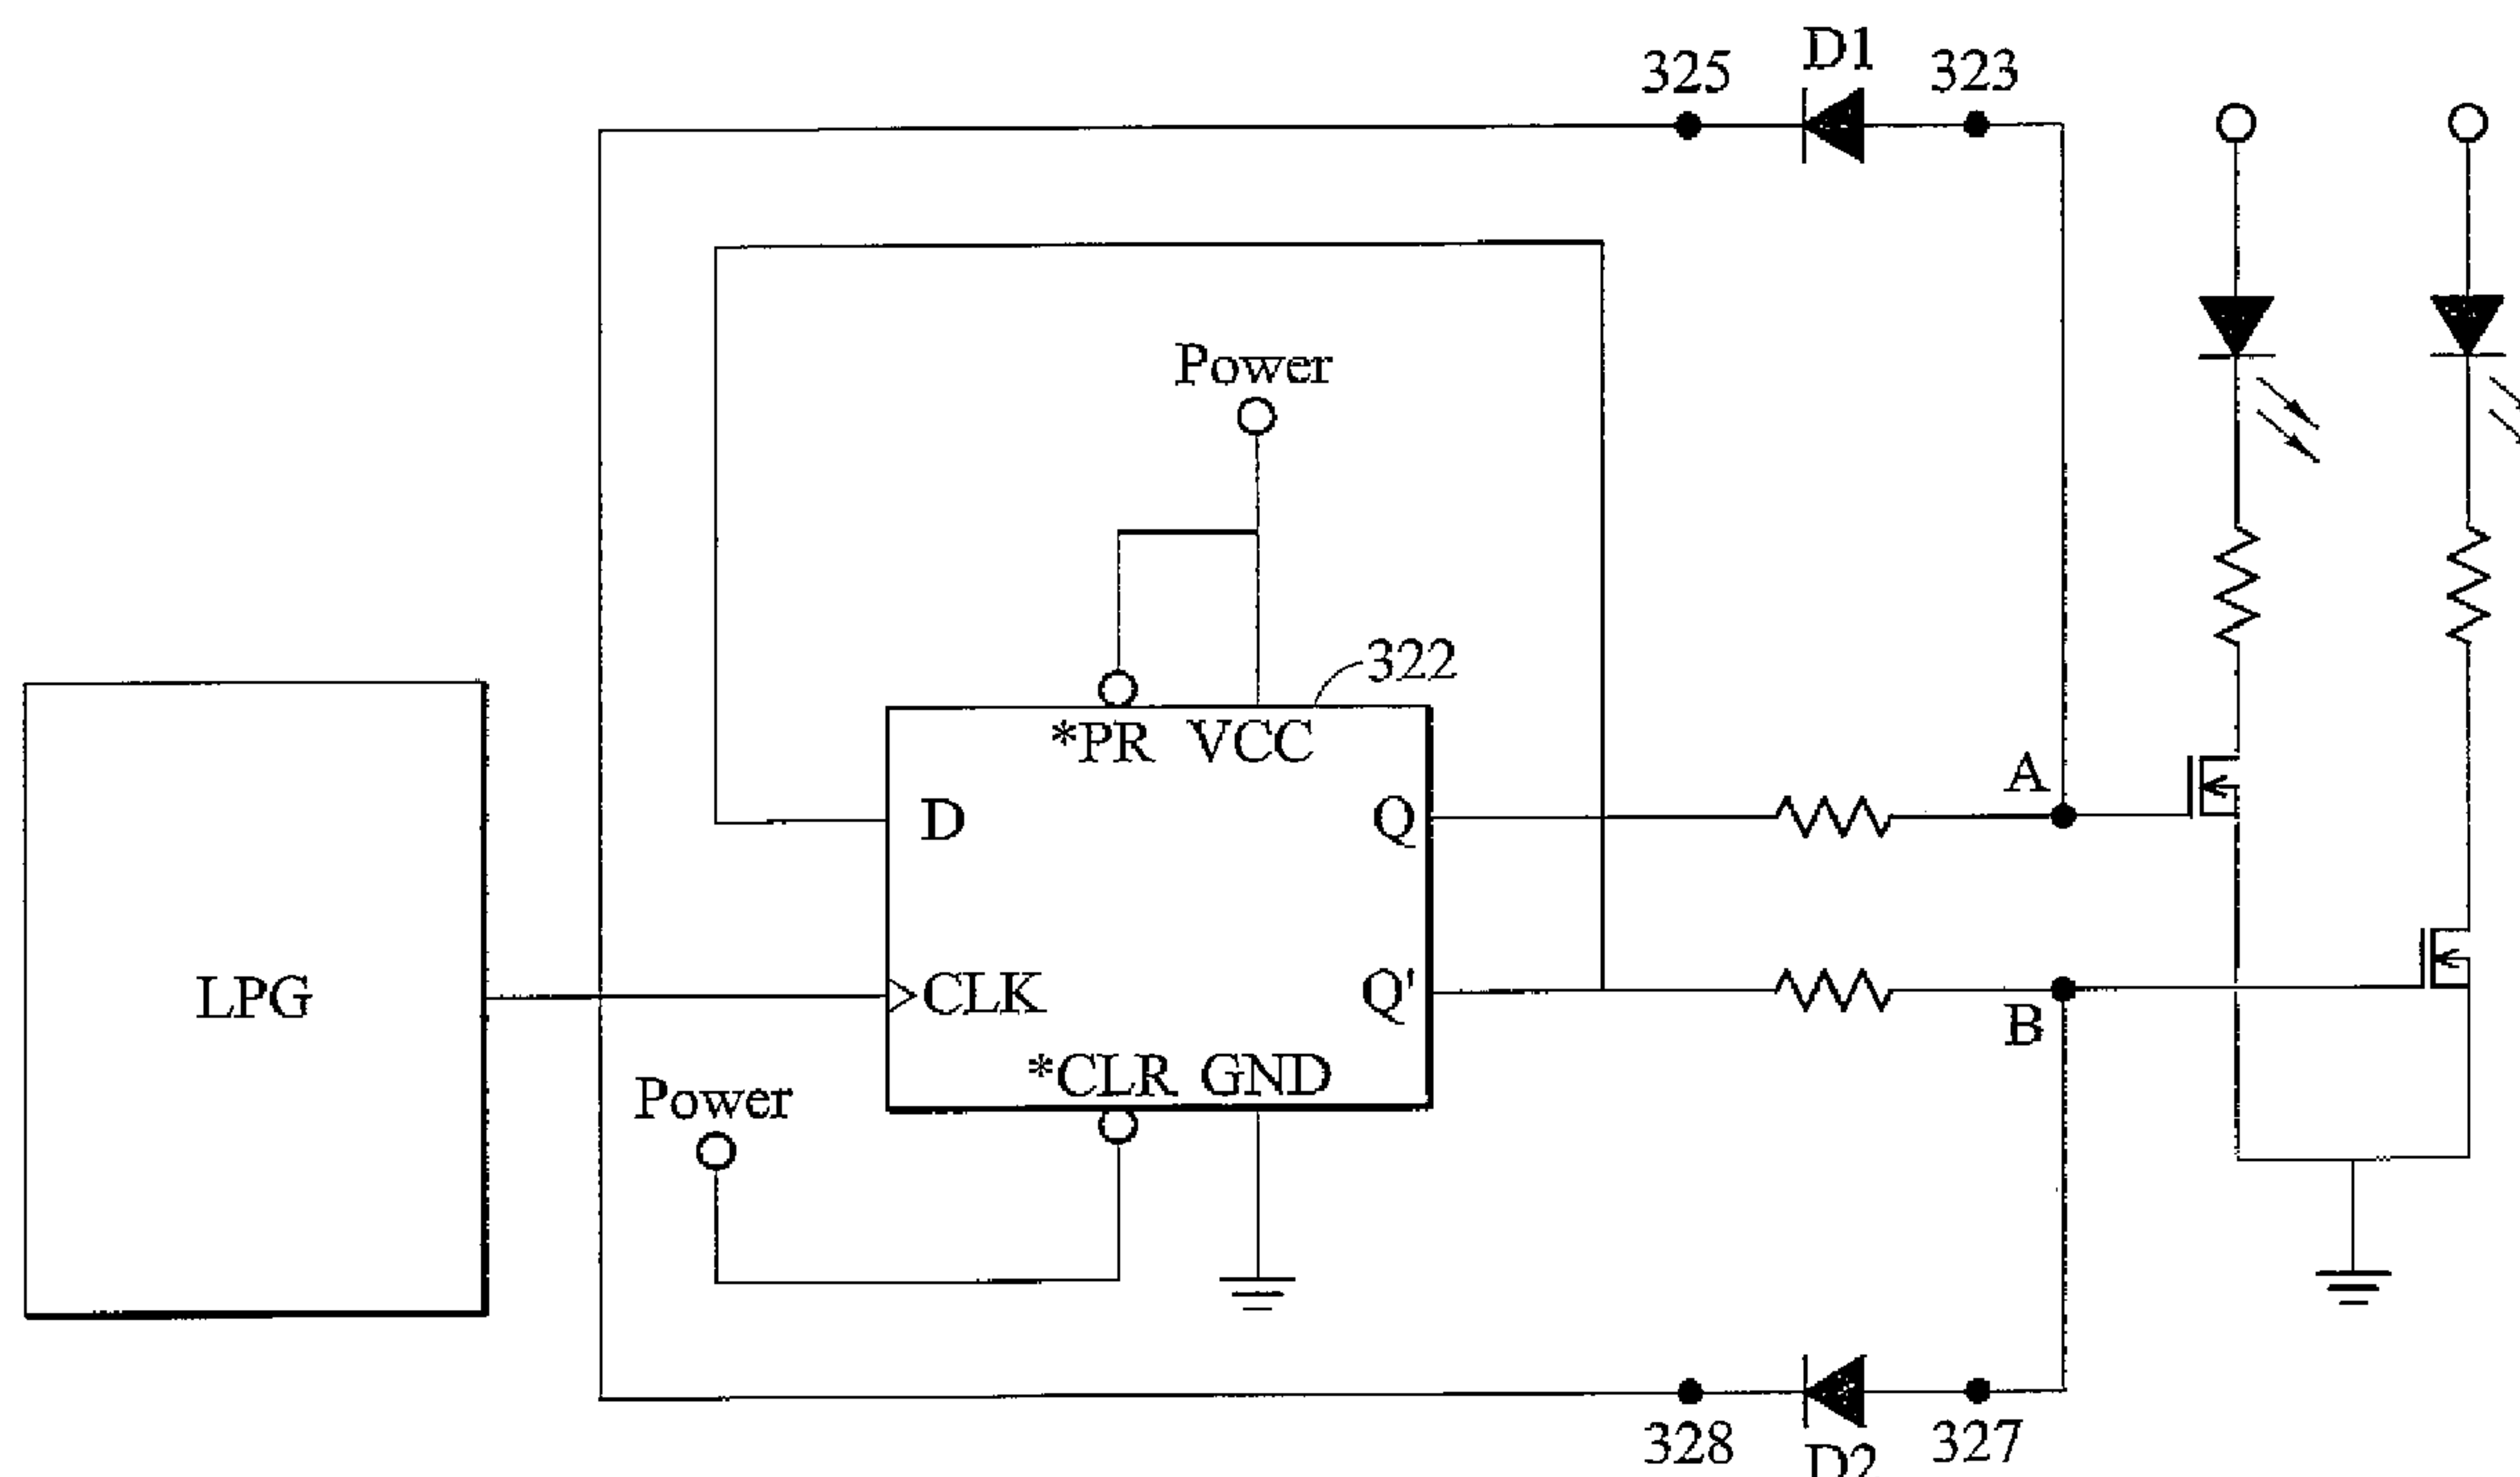 325
D1
323
Power
322
*PR VCC
D
Q
A
LPG
CLK
Q'
B
*CLR GND
Power
328
D2
327